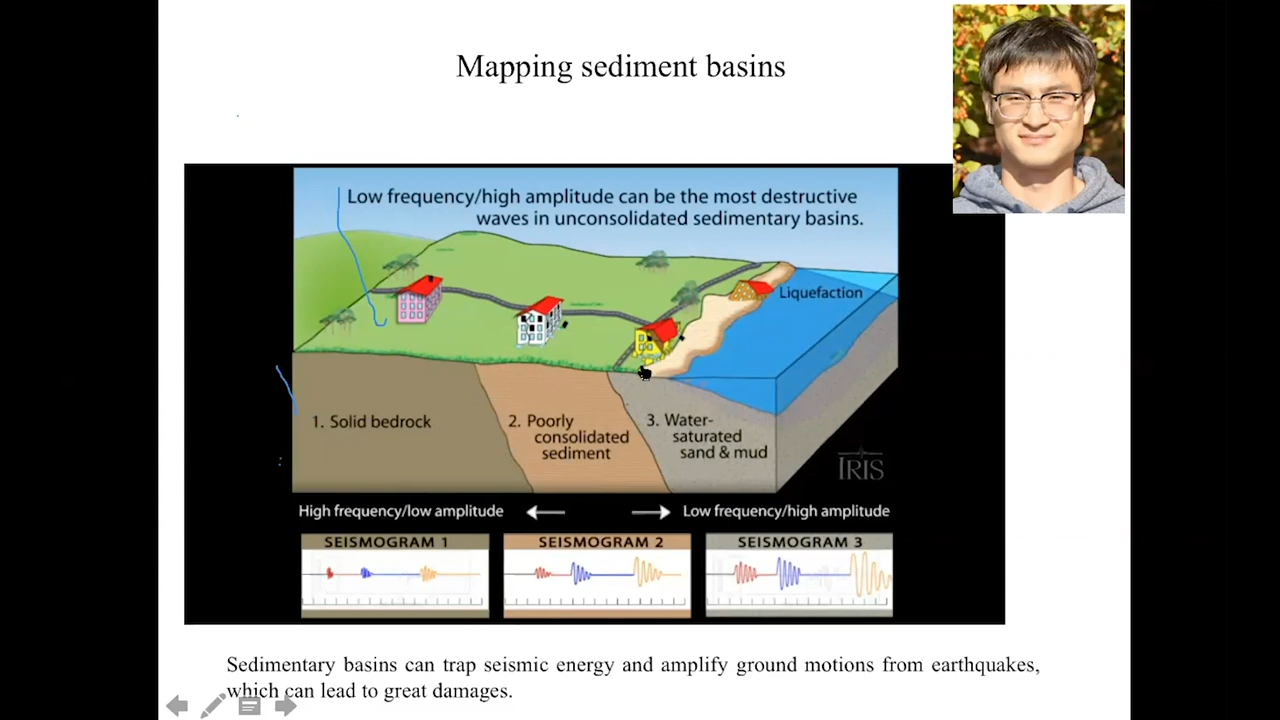 Mapping sediment basins
Low frequency/high amplitude can be the most destructive
waves in unconsolidated sedimentary basins.
Liquefaction
1. Solid bedrock
2. Poorly
consolidated
sediment
3. Water-
saturated
sand & mud
IRIS
High frequency/low amplitude
Low frequency/high amplitude
SEISMOGRAM 1
SEISMOGRAM 2
SEISMOGRAM 3
Sedimentary basins can trap seismic energy and amplify ground motions from earthquakes,
which can lead to great damages.